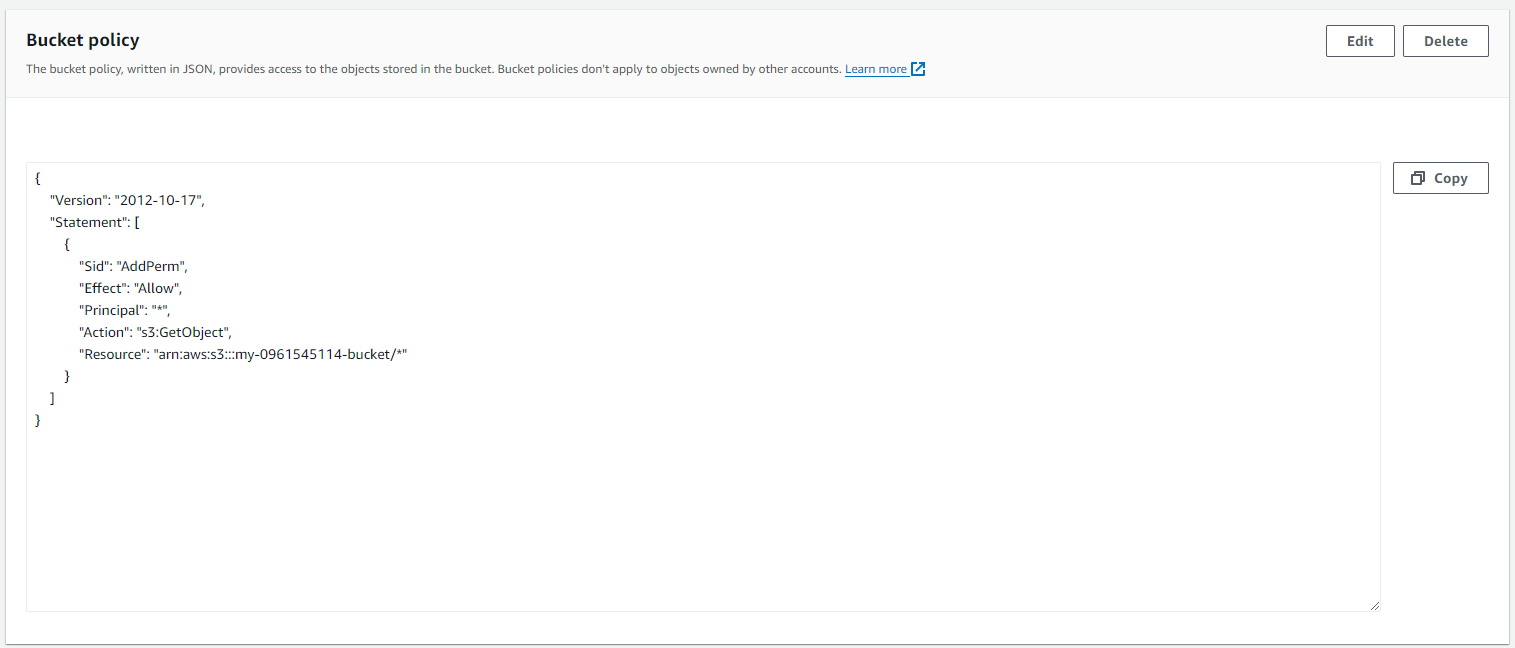 Bucket policy
Edit
Delete
The bucket policy, written in JSON, provides access to the objects stored in the bucket. Bucket policies don't apply to objects owned by other accounts. Learn more
Copy
{
"Version": "2012-10-17",
"Statement": [
{
"Sid": "AddPerm",
"Effect": "Allow",
"Principal": "*",
"Action": "s3:GetObject",
"Resource": "arn:aws:s3:::my-0961545114-bucket/*"
}
]
}